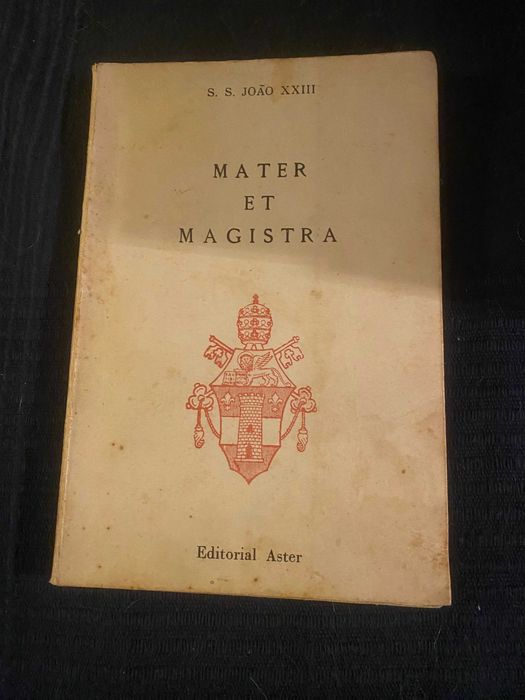 S. S. JOÃO XXIII
MATER
ET
MAGISTRA
Editorial Aster